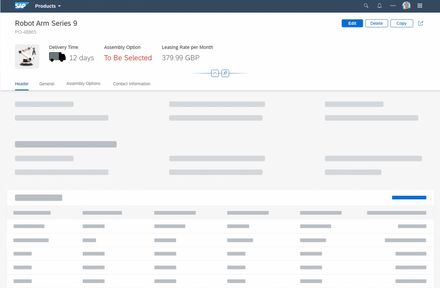 SAP Products
Robot Arm Series 9
PO-48865
Edit Delete Copy
Delivery Time Assembly Option Leasing Rate per Month
12 days To Be Selected 379.99 GBP
Header General Assembly Options Contact Information